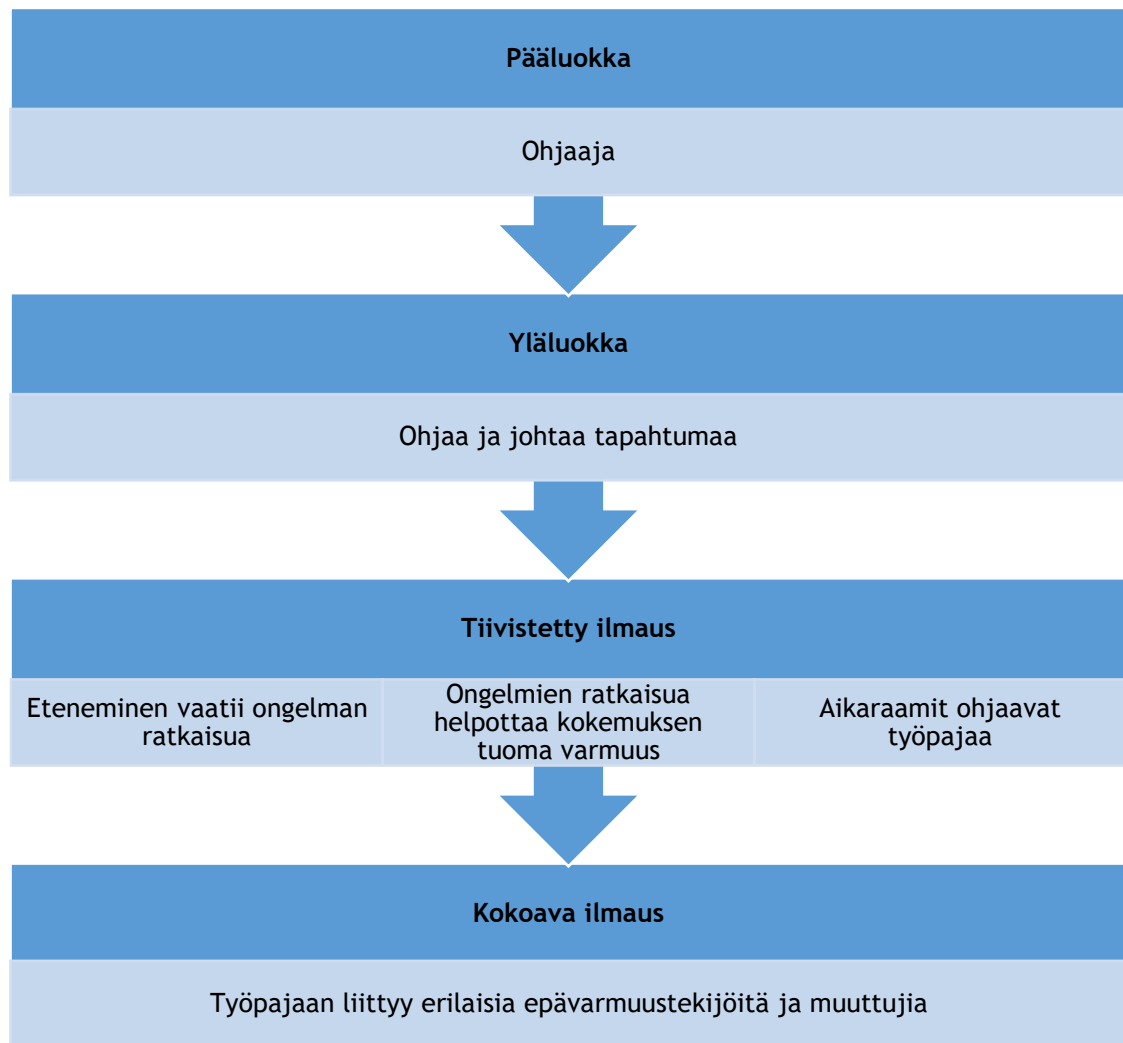 Pääluokka
Ohjaaja
Yläluokka
Ohjaa ja johtaa tapahtumaa
Tiivistetty ilmaus
Eteneminen vaatii ongelman
ratkaisua
Ongelmien ratkaisua
helpottaa kokemuksen
tuoma varmuus
Aikaraamit ohjaavat
työpajaa
Kokoava ilmaus
Työpajaan liittyy erilaisia epävarmuustekijöitä ja muuttujia